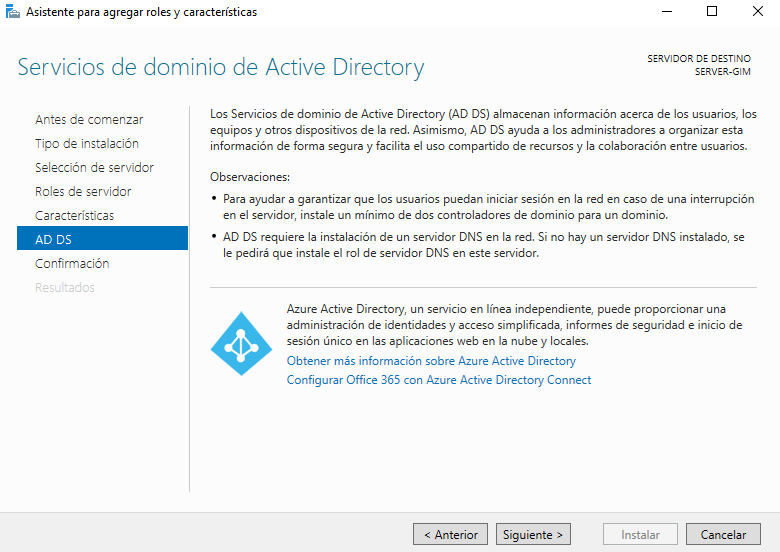 Asistente para agregar roles y características
Servicios de dominio de Active Directory
SERVIDOR DE DESTINO
SERVER-GIM
Antes de comenzar
Tipo de instalación
Selección de servidor
Roles de servidor
Características
AD DS
Confirmación
Resultados
Los Servicios de dominio de Active Directory (AD DS) almacenan información acerca de los usuarios, los
equipos y otros dispositivos de la red. Asimismo, AD DS ayuda a los administradores a organizar esta
información de forma segura y facilita el uso compartido de recursos y la colaboración entre usuarios.
Observaciones:
• Para ayudar a garantizar que los usuarios puedan iniciar sesión en la red en caso de una interrupción
en el servidor, instale un mínimo de dos controladores de dominio para un dominio.
• AD DS requiere la instalación de un servidor DNS en la red. Si no hay un servidor DNS instalado, se
le pedirá que instale el rol de servidor DNS en este servidor.
Azure Active Directory, un servicio en línea independiente, puede proporcionar una
administración de identidades y acceso simplificada, informes de seguridad e inicio de
sesión único en las aplicaciones web en la nube y locales.
Obtener más información sobre Azure Active Directory
Configurar Office 365 con Azure Active Directory Connect
< Anterior
Siguiente >
Instalar
Cancelar